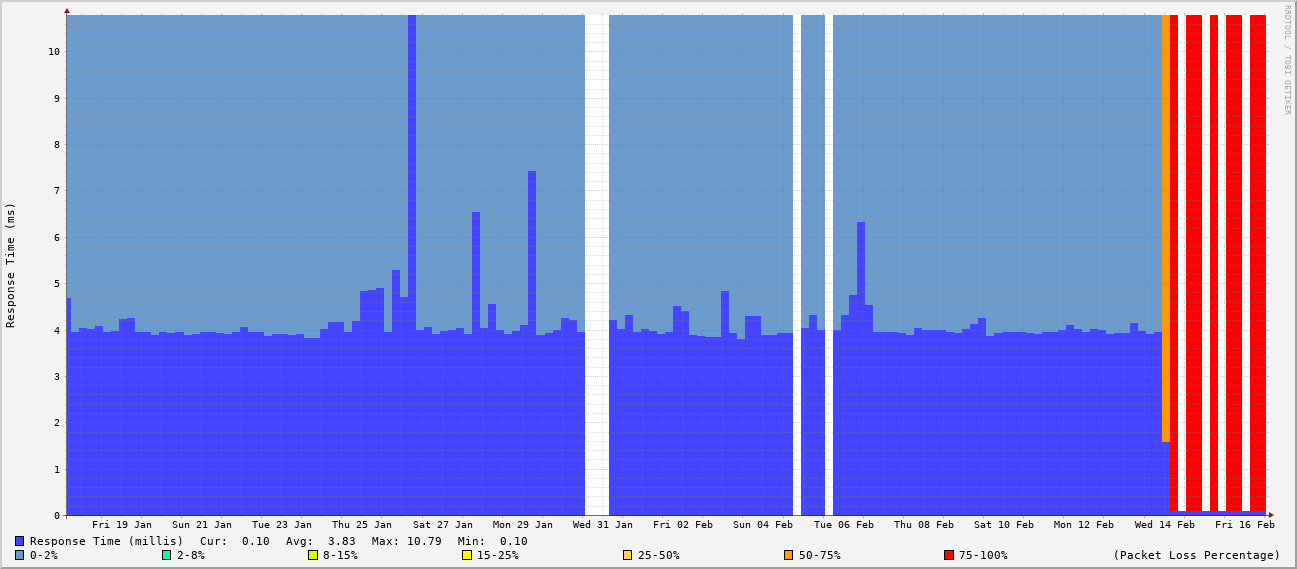 RRDTOOL / TOBI OETIKER
Response Time (ms)
10
9
8
7
6
5
4
3
2
1
0
Fri 19 Jan Sun 21 Jan Tue 23 Jan Thu 25 Jan Sat 27 Jan Mon 29 Jan Wed 31 Jan Fri 02 Feb Sun 04 Feb Tue 06 Feb Thu 08 Feb Sat 10 Feb Mon 12 Feb Wed 14 Feb Fri 16 Feb
Response Time (millis) Cur: 0.10 Avg: 3.83 Max: 10.79 Min: 0.10
0-2% 2-8% 8-15% 15-25% 25-50% 50-75% 75-100% (Packet Loss Percentage)